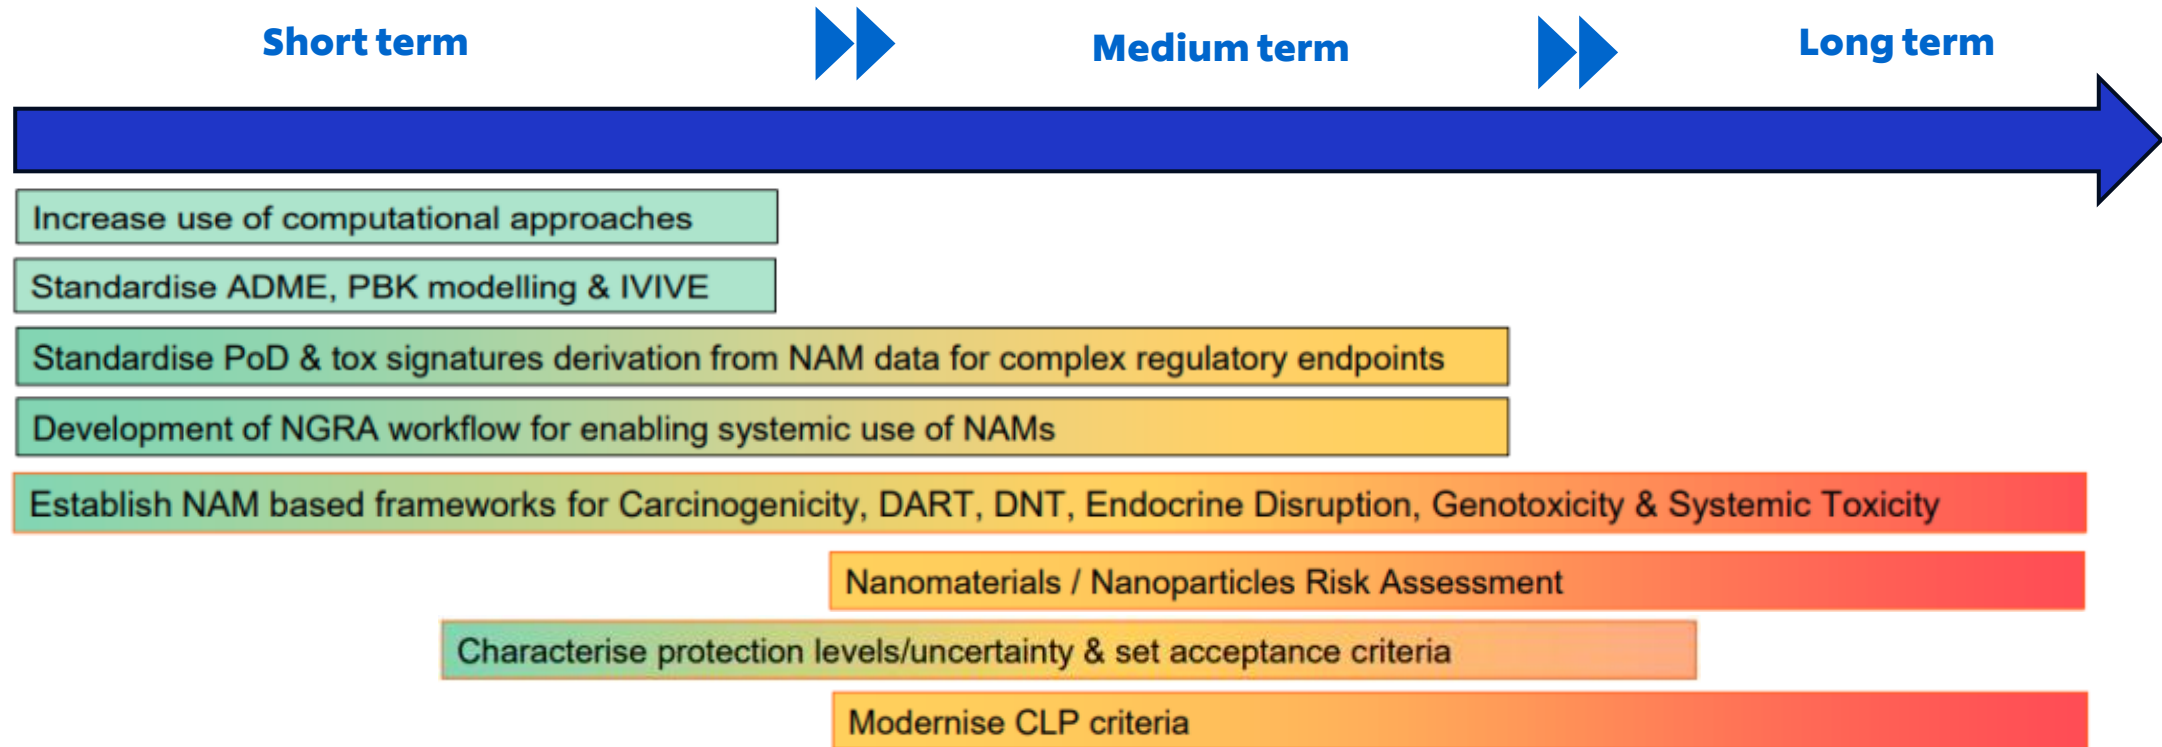 Short term
Medium term
Long term
Increase use of computational approaches
Standardise ADME, PBK modelling & IVIVE
Standardise PoD & tox signatures derivation from NAM data for complex regulatory endpoints
Development of NGRA workflow for enabling systemic use of NAMs
Establish NAM based frameworks for Carcinogenicity, DART, DNT, Endocrine Disruption, Genotoxicity & Systemic Toxicity
Nanomaterials / Nanoparticles Risk Assessment
Characterise protection levels/uncertainty & set acceptance criteria
Modernise CLP criteria